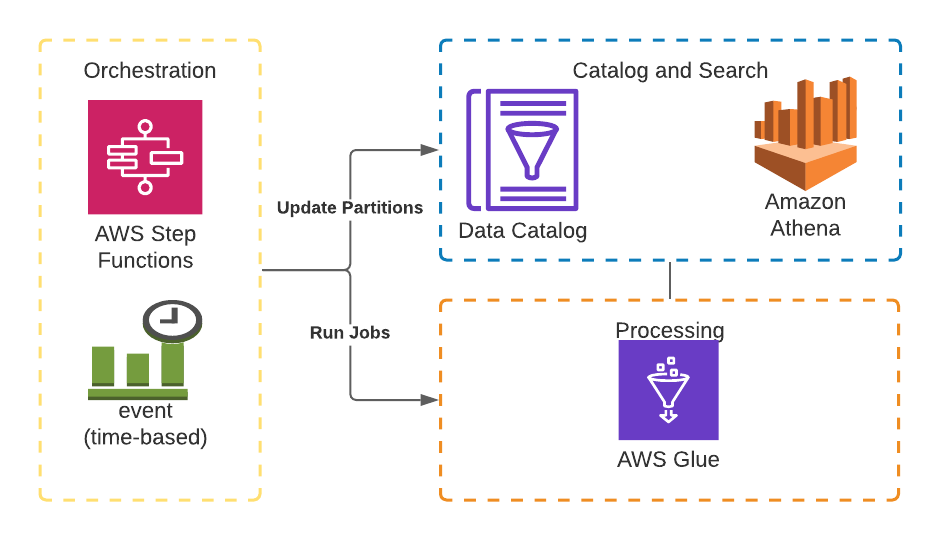 Orchestration
AWS Step
Functions
event
(time-based)
Update Partitions
Run Jobs
Catalog and Search
Data Catalog
Amazon
Athena
Processing
AWS Glue